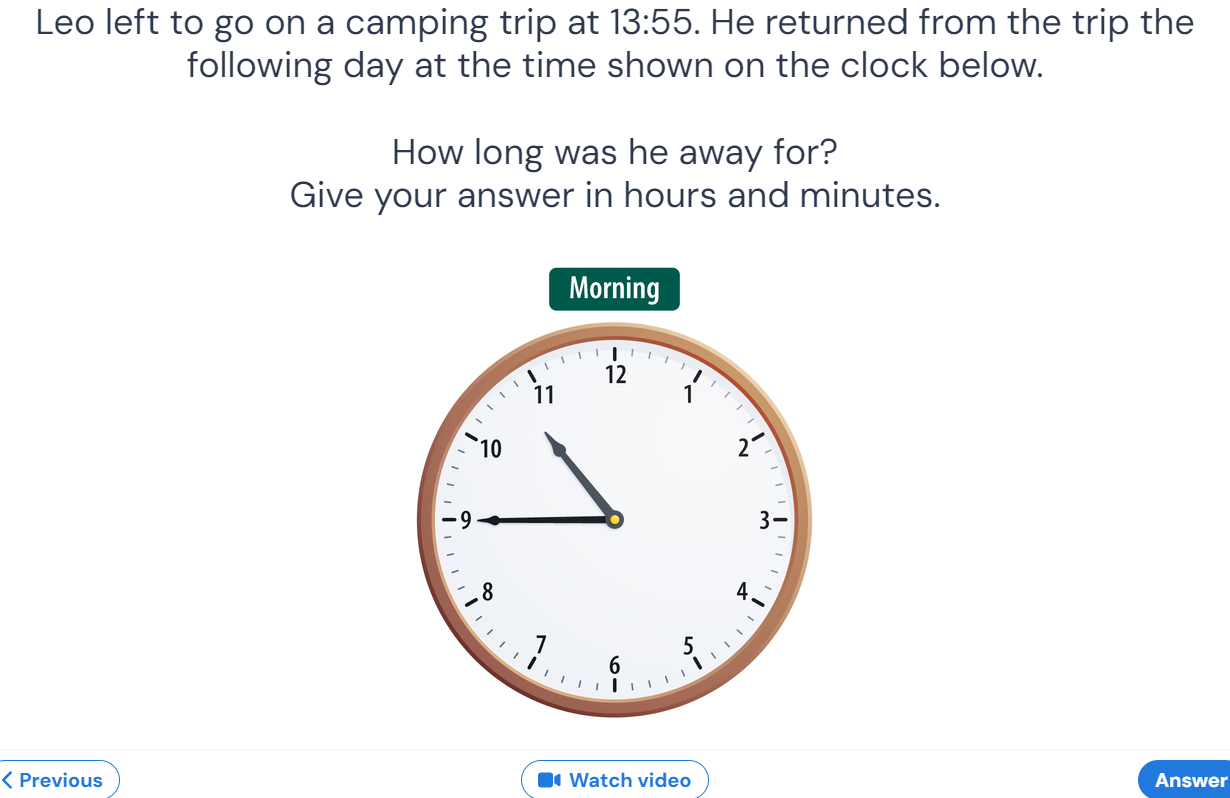 Leo left to go on a camping trip at 13:55. He returned from the trip the
following day at the time shown on the clock below.
How long was he away for?
Give your answer in hours and minutes.
Morning
12
11
1
10
2
9
3
8
4
7
5
6
Previous
Watch video
Answer